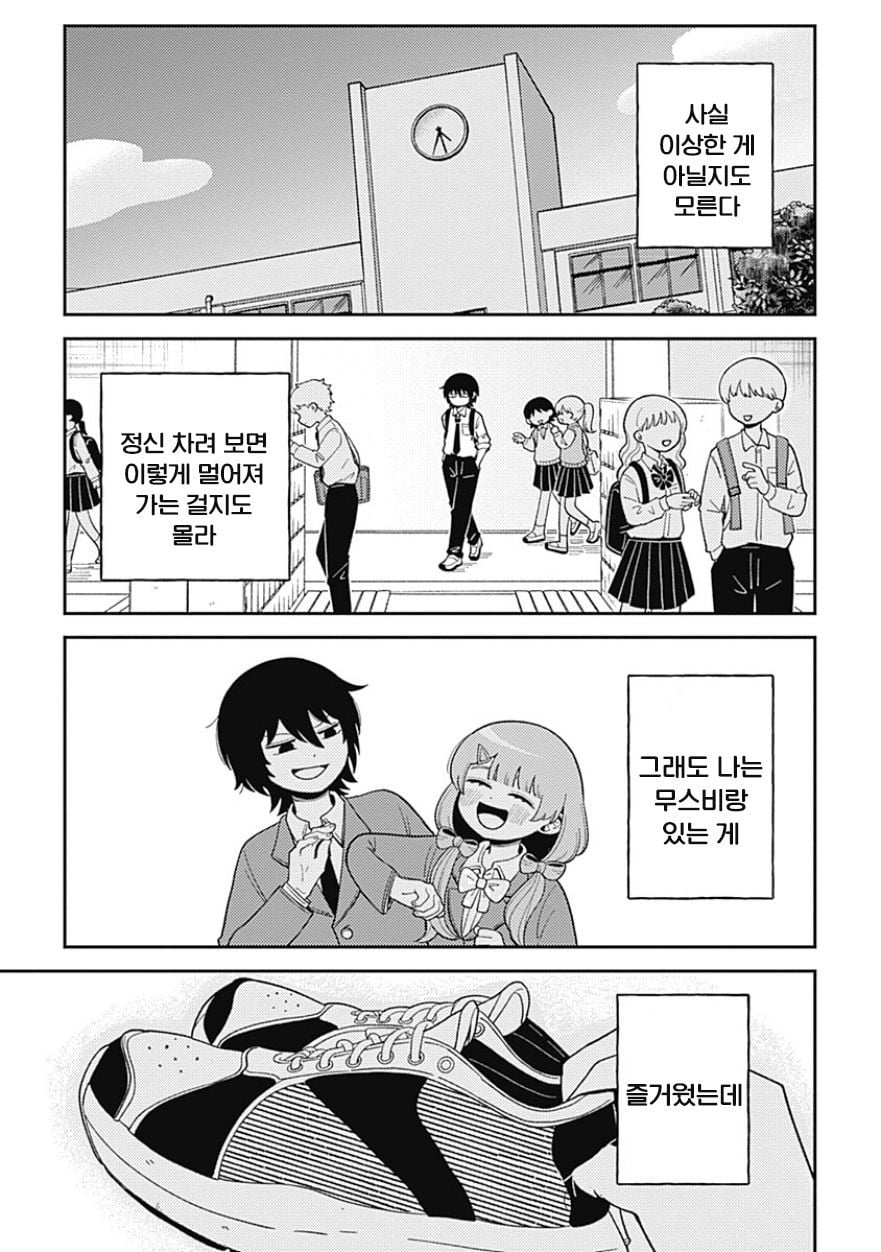 사실
이상한 게
아닐지도
모른다
정신 차려 보면
이렇게 멀어져
가는 걸지도
몰라
그래도 나는
무스비랑
있는 게
즐거웠는데